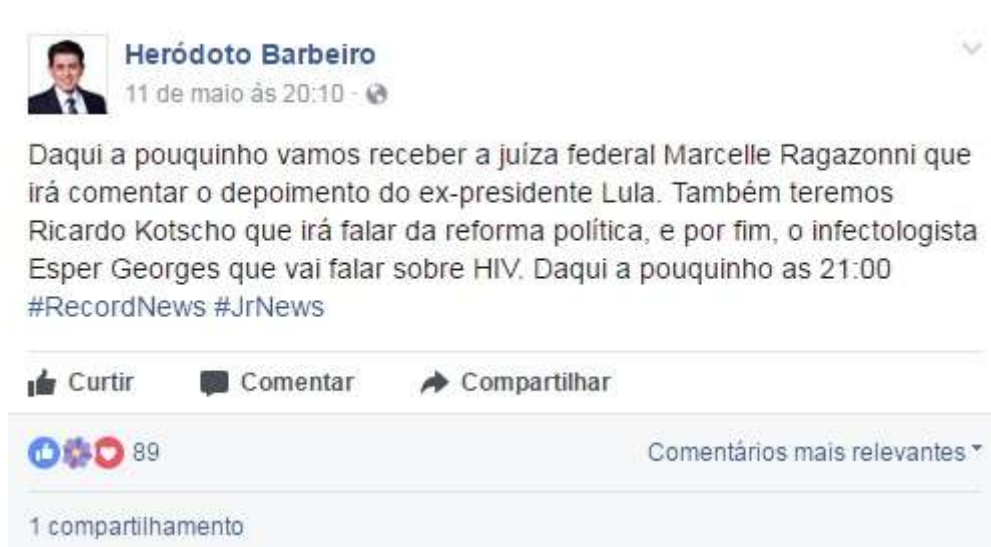 Heródoto Barbeiro
11 de maio ás 20:10 ·
Daqui a pouquinho vamos receber a juíza federal Marcelle Ragazonni que
irá comentar o depoimento do ex-presidente Lula. Também teremos
Ricardo Kotscho que irá falar da reforma política, e por fim, o infectologista
Esper Georges que vai falar sobre HIV. Daqui a pouquinho as 21:00
#RecordNews #JrNews
Curtir Comentar Compartilhar
89 Comentários mais relevantes
1 compartilhamento